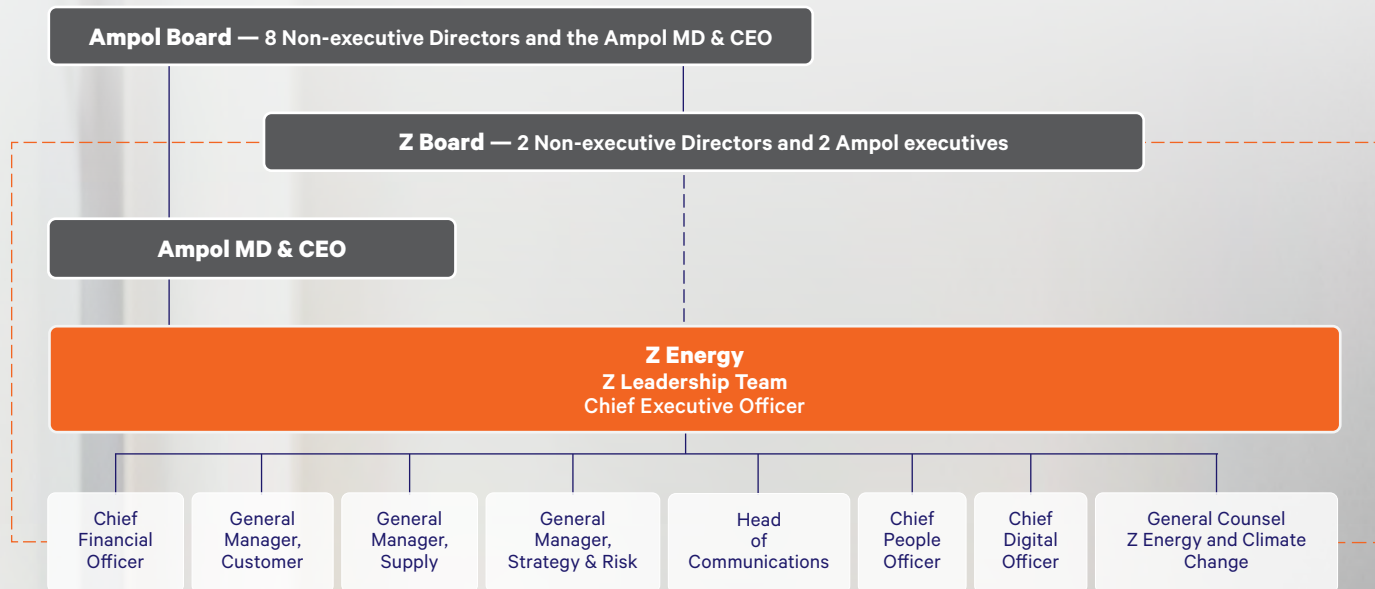 Ampol Board — 8 Non-executive Directors and the Ampol MD & CEO
Z Board — 2 Non-executive Directors and 2 Ampol executives
Ampol MD & CEO
Z Energy
Z Leadership Team
Chief Executive Officer
Chief
Financial
Officer
General
Manager,
Customer
General
Manager,
Supply
General
Manager,
Strategy & Risk
Head
of
Communications
Chief
People
Officer
Chief
Digital
Officer
General Counsel
Z Energy and Climate
Change